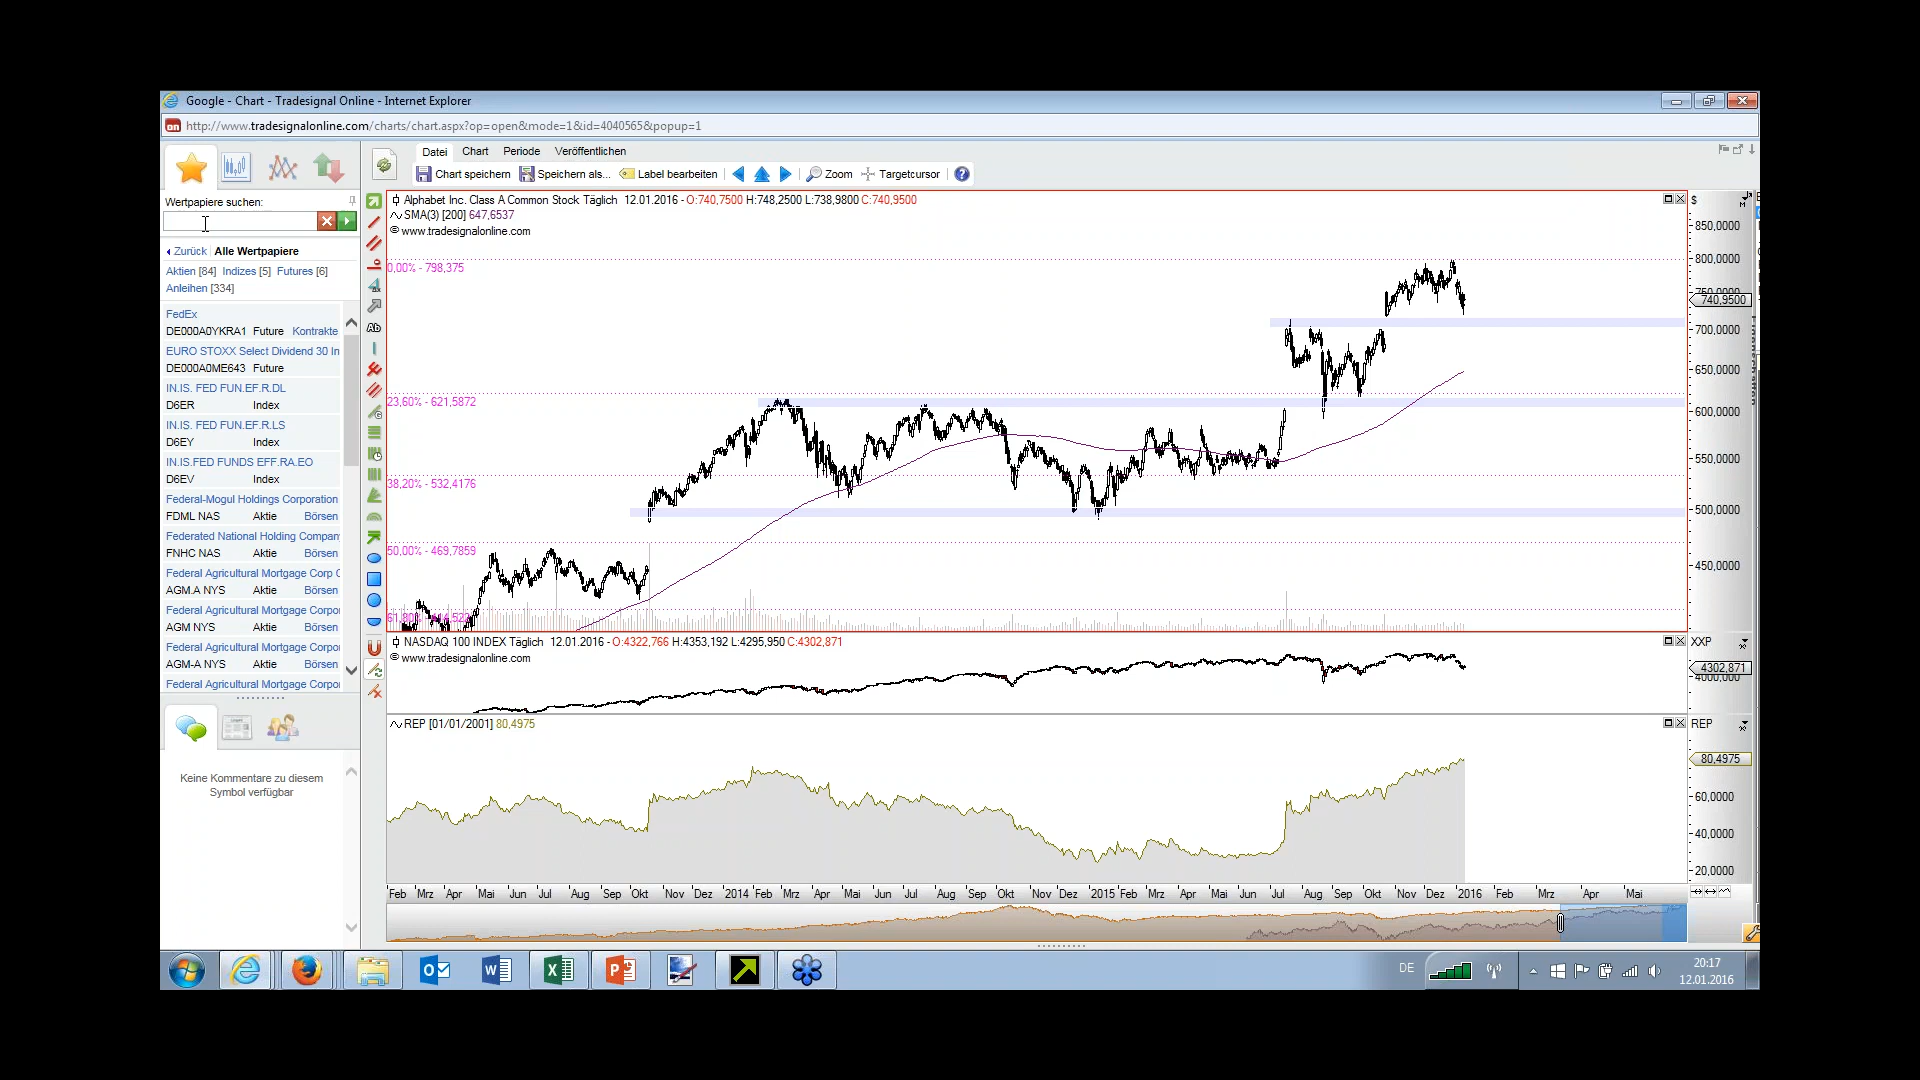 Google - Chart - Tradesignal Online - Internet Explorer
on http://www.tradesignalonline.com/charts/chart.aspx?op=open&mode=1&id=4040565&popup=1
Datei Chart Periode Veröffentlichen
Chart speichern Speichern als... Label bearbeiten Zoom Targetcursor ?
Wertpapiere suchen:
Zurück Alle Wertpapiere
Aktien [84] Indizes [5] Futures [6]
Anleihen [334]
FedEx
DE000A0YKRA1 Future Kontrakte
EURO STOXX Select Dividend 30 In
DE000A0ME643 Future
IN.IS. FED FUN.EF.R.DL
D6ER Index
IN.IS. FED FUN.EF.R.LS
D6EY Index
IN.IS.FED FUNDS EFF.RA.EO
D6EV Index
Federal-Mogul Holdings Corporation
FDML NAS Aktie Börsen
Federated National Holding Compan
FNHC NAS Aktie Börsen
Federal Agricultural Mortgage Corp C
AGM.A NYS Aktie Börsen
Federal Agricultural Mortgage Corpo
AGM NYS Aktie Börsen
Federal Agricultural Mortgage Corpo
AGM-A NYS Aktie Börsen
Federal Agricultural Mortgage Corpo
Keine Kommentare zu diesem
Symbol verfügbar
Ab
Alphabet Inc. Class A Common Stock Täglich 12.01.2016 - O:740,7500 H:748,2500 L:738,9800 C:740,9500
SMA(3) [200] 647,6537
© www.tradesignalonline.com
0,00% - 798,375
23,60% - 621,5872
38,20% - 532,4176
50,00% - 469,7859
$
850,0000
800,0000
740,9500
700,0000
650,0000
600,0000
550,0000
500,0000
450,0000
NASDAQ 100 INDEX Täglich 12.01.2016 - O:4322,766 H:4353,192 L:4295,950 C:4302,871
© www.tradesignalonline.com
XXP
4302,871
4000,000
REP [01/01/2001] 80,4975
REP
80,4975
60,0000
40,0000
20,0000
Feb Mrz Apr Mai Jun Jul Aug Sep Okt Nov Dez 2014 Feb Mrz Apr Mai Jun Jul Aug Sep Okt Nov Dez 2015 Feb Mrz Apr Mai Jun Jul Aug Sep Okt Nov Dez 2016 Feb Mrz Apr Mai
DE
20:17
12.01.2016